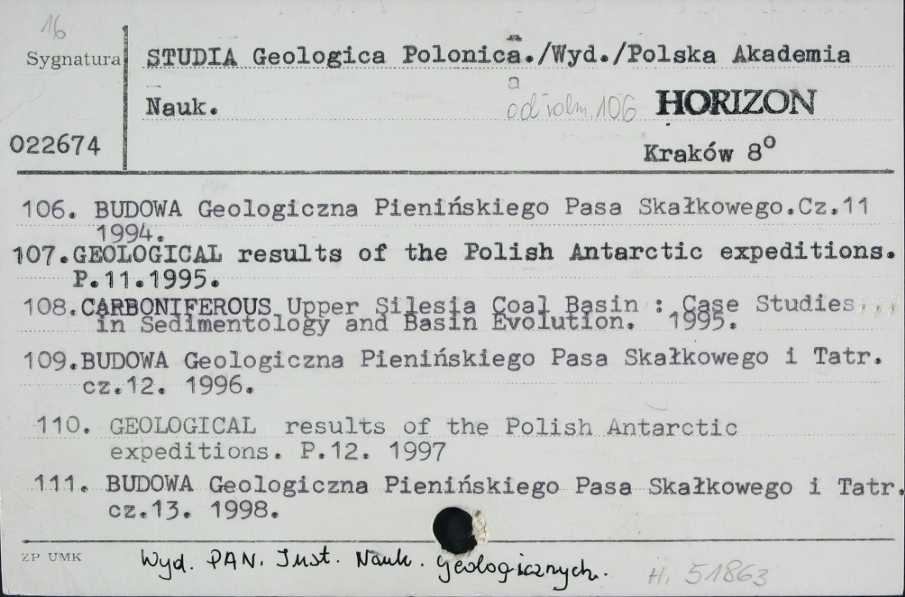 16
Sygnatura
STUDIA Geologica Polonica./Wyd./Polska Akademia
a
Nauk. od volm. 106 HORIZON
022674
Kraków 8°
106. BUDOWA Geologiczna Pienińskiego Pasa Skałkowego.Cz.11
1994.
107.GEOLOGICAL results of the Polish Antarctic expeditions.
P.11.1995.
108.CARBONIFEROUS Upper Silesia Coal Basin : Case Studies...
in Sedimentology and Basin Evolution. 1995.
109.BUDOWA Geologiczna Pienińskiego Pasa Skałkowego i Tatr.
cz.12. 1996.
110. GEOLOGICAL results of the Polish Antarctic
expeditions. P.12. 1997
111. BUDOWA Geologiczna Pienińskiego Pasa Skałkowego i Tatr.
cz.13. 1998.
ZP UMK
Wyd. PAN. Inst. Nauk. Geologicznych.
H. 51863